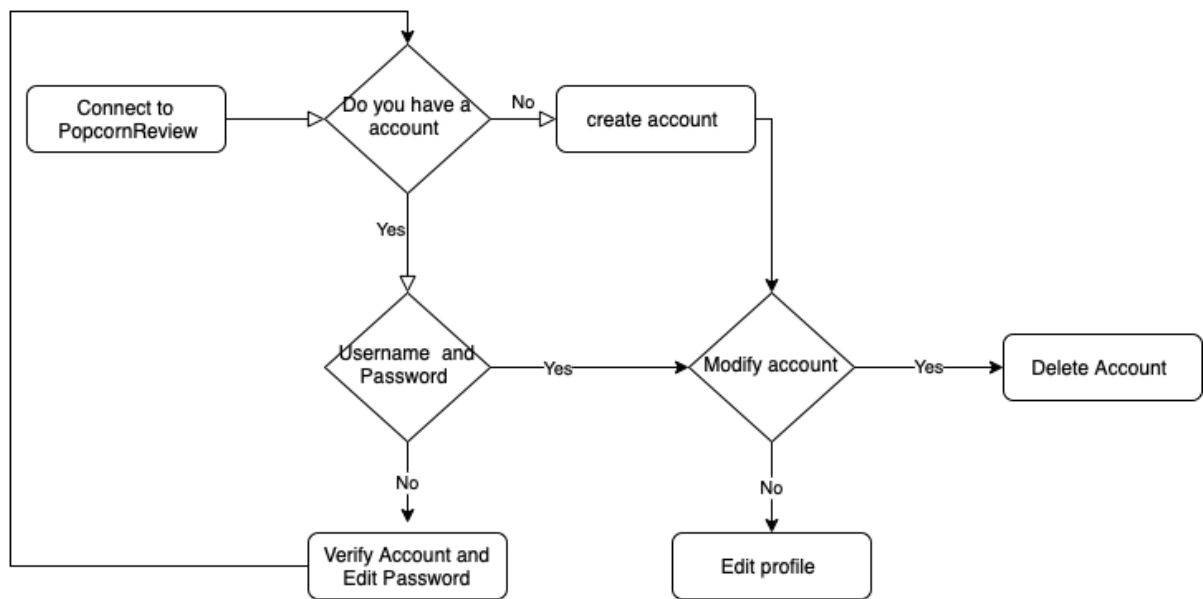 Connect to
PopcornReview
Do you have a
account
No
create account
Yes
Username  and
Password
Yes
Modify account
Yes
Delete Account
No
No
Verify Account and
Edit Password
Edit profile